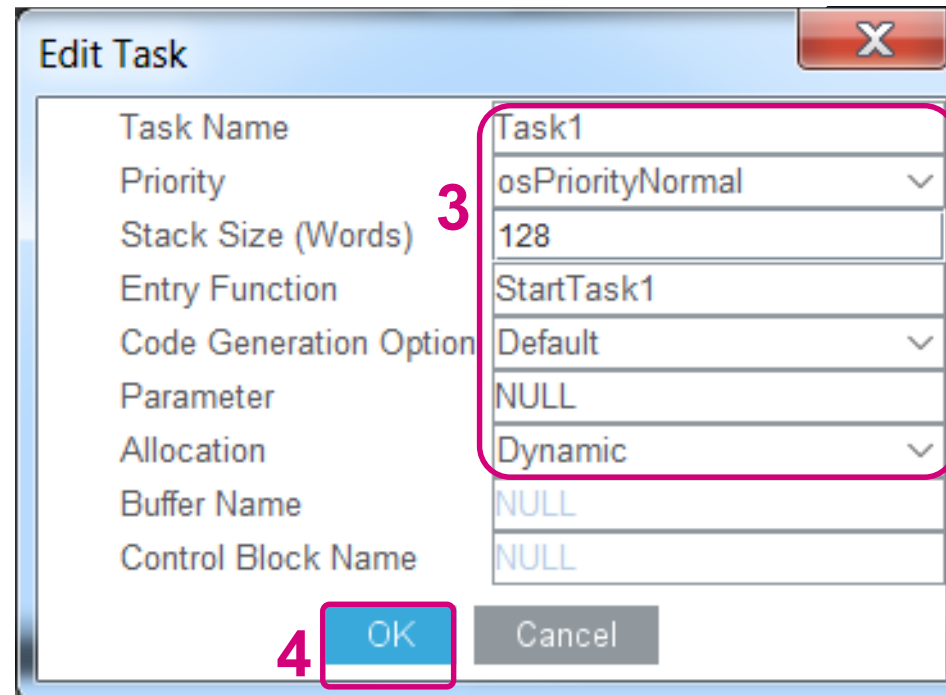 X
Edit Task
Task Name Task1
Priority osPriorityNormal
3
Stack Size (Words) 128
Entry Function StartTask1
Code Generation Option Default
Parameter NULL
Allocation Dynamic
Buffer Name NULL
Control Block Name NULL
4 OK Cancel